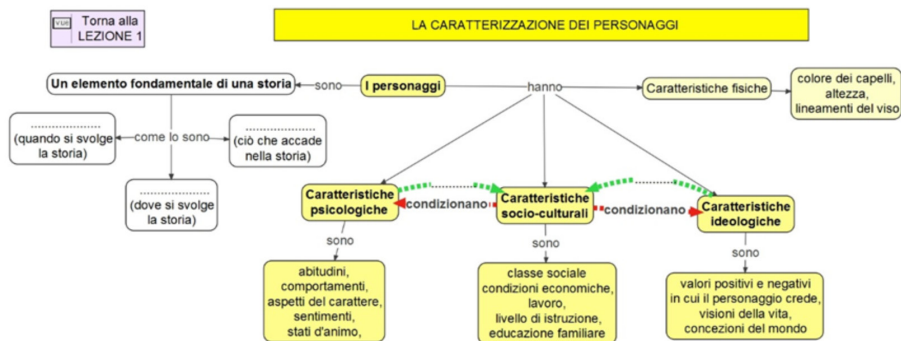 vue
Torna alla
LEZIONE 1
LA CARATTERIZZAZIONE DEI PERSONAGGI
Un elemento fondamentale di una storia
sono
I personaggi
hanno
Caratteristiche fisiche
colore dei capelli,
altezza,
lineamenti del viso
.................
(quando si svolge
la storia)
come lo sono
.................
(ciò che accade
nella storia)
.................
(dove si svolge
la storia)
Caratteristiche
psicologiche
..............
condizionano
Caratteristiche
socio-culturali
..............
condizionano
Caratteristiche
ideologiche
sono
abitudini,
comportamenti,
aspetti del carattere,
sentimenti,
stati d'animo,
sono
classe sociale
condizioni economiche,
lavoro,
livello di istruzione,
educazione familiare
sono
valori positivi e negativi
in cui il personaggio crede,
visioni della vita,
concezioni del mondo